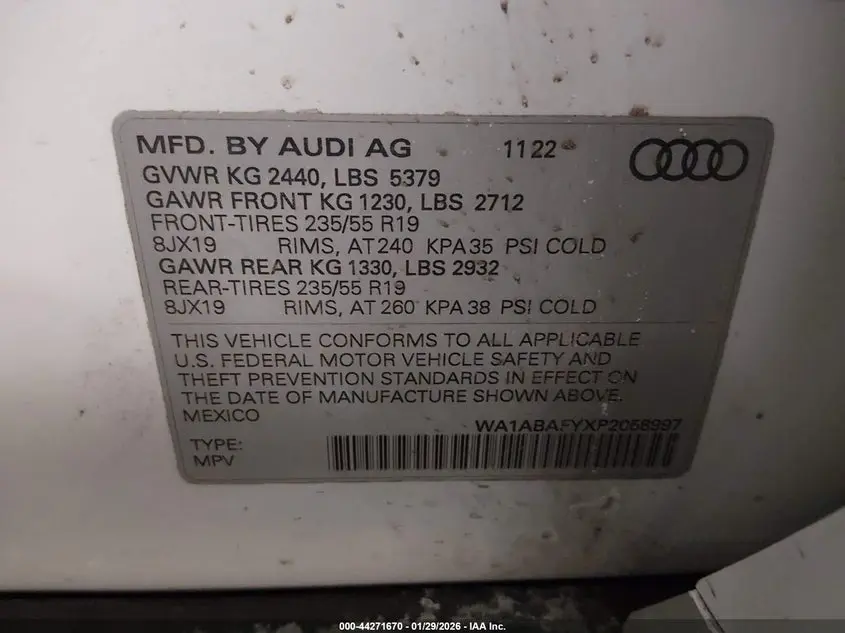 MFD. BY AUDI AG 11 22
GVWR KG 2440, LBS 5379
GAWR FRONT KG 1230, LBS 2712
FRONT-TIRES 235/55 R19
8JX19 RIMS, AT 240 KPA 35 PSI COLD
GAWR REAR KG 1330, LBS 2932
REAR-TIRES 235/55 R19
8JX19 RIMS, AT 260 KPA 38 PSI COLD
THIS VEHICLE CONFORMS TO ALL APPLICABLE
U.S. FEDERAL MOTOR VEHICLE SAFETY AND
THEFT PREVENTION STANDARDS IN EFFECT ON
THE DATE OF MANUFACTURE SHOWN ABOVE.
MEXICO
WA1ABAFYXP2058997
TYPE:
MPV
000-44271670 - 01/29/2026 - IAA Inc.